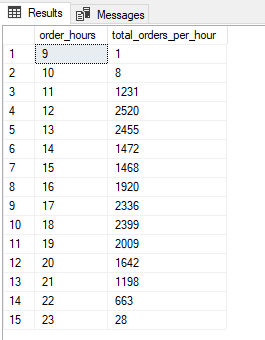 Results Messages
order_hours total_orders_per_hour
1 9 1
2 10 8
3 11 1231
4 12 2520
5 13 2455
6 14 1472
7 15 1468
8 16 1920
9 17 2336
10 18 2399
11 19 2009
12 20 1642
13 21 1198
14 22 663
15 23 28